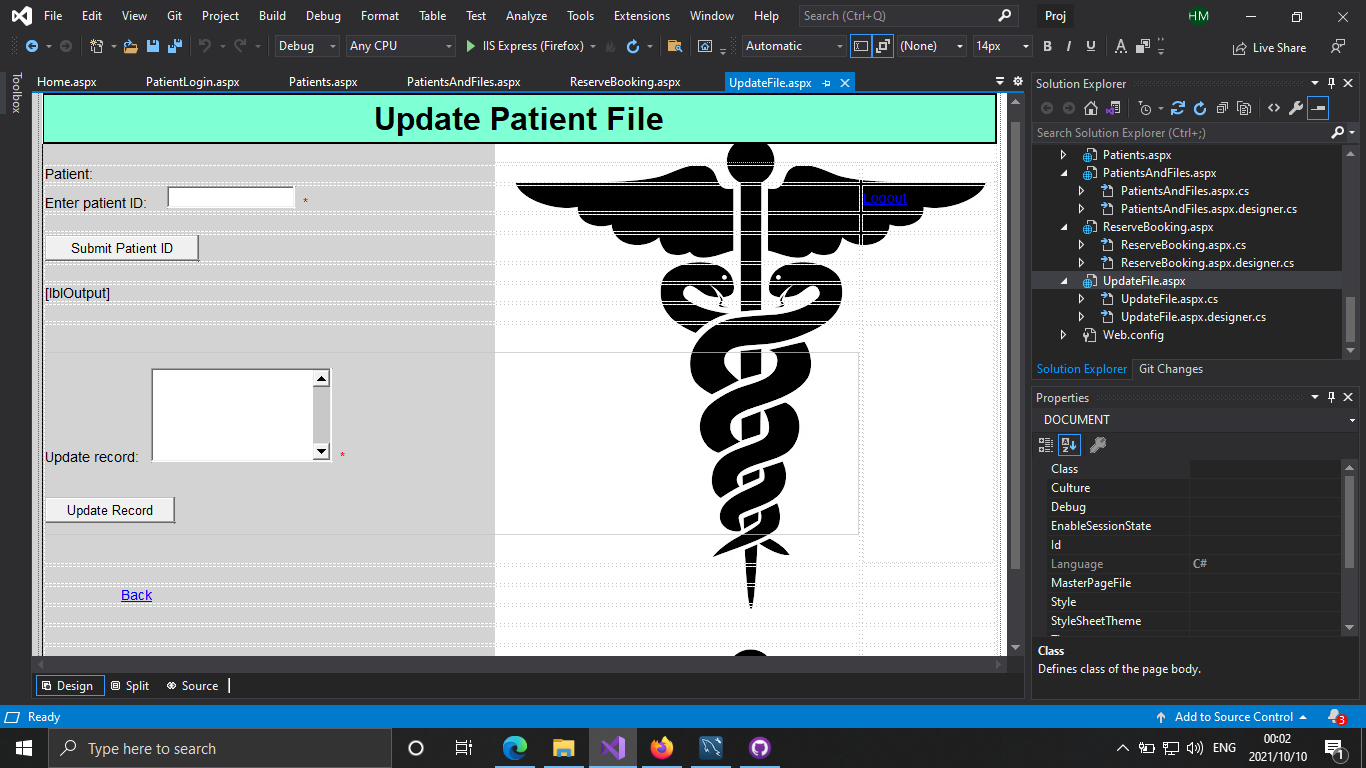 File Edit View Git Project Build Debug Format Table Test Analyze Tools Extensions Window Help Search (Ctrl+Q) Proj HM
Debug Any CPU IIS Express (Firefox) Automatic (None) 14px B I U A Live Share
Toolbox
Home.aspx PatientLogin.aspx Patients.aspx PatientsAndFiles.aspx ReserveBooking.aspx UpdateFile.aspx
Update Patient File
Patient:
Enter patient ID: *
Logout
Submit Patient ID
[lblOutput]
Update record: *
Update Record
Back
Design Split Source
Solution Explorer
Search Solution Explorer (Ctrl+;)
Patients.aspx
PatientsAndFiles.aspx
PatientsAndFiles.aspx.cs
PatientsAndFiles.aspx.designer.cs
ReserveBooking.aspx
ReserveBooking.aspx.cs
ReserveBooking.aspx.designer.cs
UpdateFile.aspx
UpdateFile.aspx.cs
UpdateFile.aspx.designer.cs
Web.config
Solution Explorer Git Changes
Properties
DOCUMENT
Class
Culture
Debug
EnableSessionState
Id
Language C#
MasterPageFile
Style
StyleSheetTheme
Class
Defines class of the page body.
Ready Add to Source Control 3
Type here to search ENG 00:02
2021/10/10 1